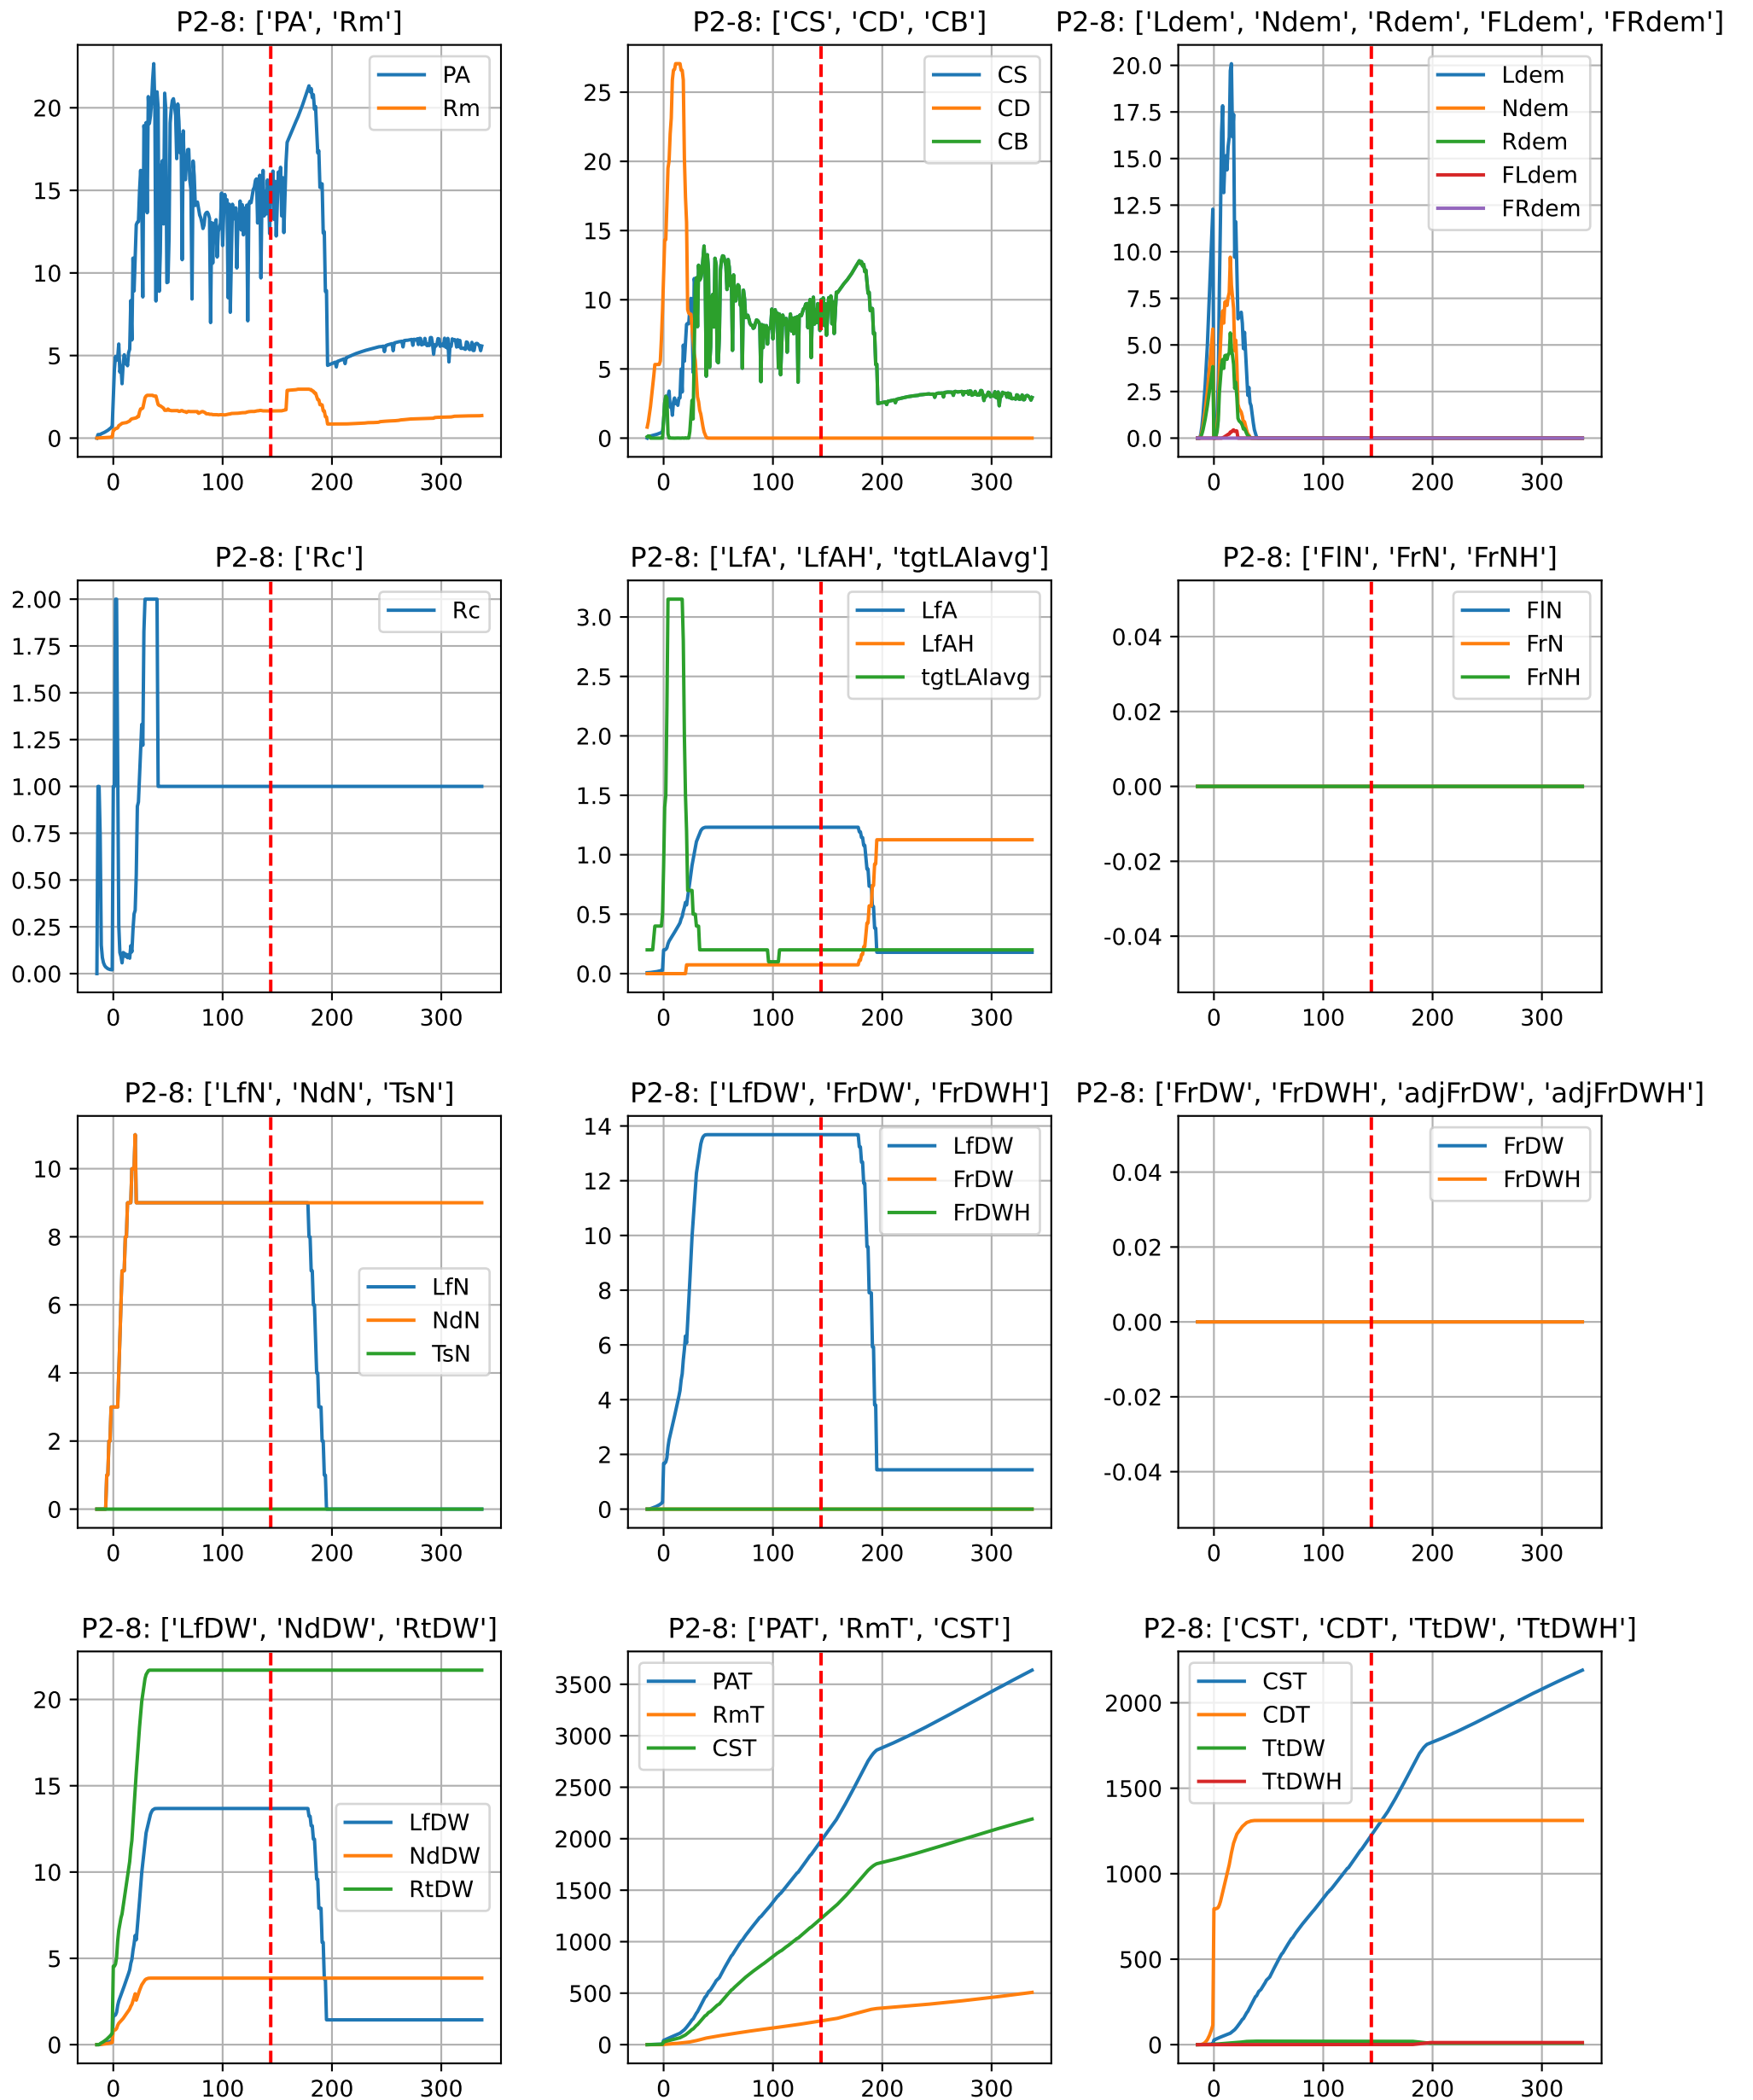 P2-8: ['PA', 'Rm']
PA
Rm
20
15
10
5
0
0 100 200 300
P2-8: ['CS', 'CD', 'CB']
CS
CD
CB
25
20
15
10
5
0
0 100 200 300
P2-8: ['Ldem', 'Ndem', 'Rdem', 'FLdem', 'FRdem']
Ldem
Ndem
Rdem
FLdem
FRdem
20.0
17.5
15.0
12.5
10.0
7.5
5.0
2.5
0.0
0 100 200 300
P2-8: ['Rc']
Rc
2.00
1.75
1.50
1.25
1.00
0.75
0.50
0.25
0.00
0 100 200 300
P2-8: ['LfA', 'LfAH', 'tgtLAIavg']
LfA
LfAH
tgtLAIavg
3.0
2.5
2.0
1.5
1.0
0.5
0.0
0 100 200 300
P2-8: ['FlN', 'FrN', 'FrNH']
FlN
FrN
FrNH
0.04
0.02
0.00
-0.02
-0.04
0 100 200 300
P2-8: ['LfN', 'NdN', 'TsN']
LfN
NdN
TsN
10
8
6
4
2
0
0 100 200 300
P2-8: ['LfDW', 'FrDW', 'FrDWH']
LfDW
FrDW
FrDWH
14
12
10
8
6
4
2
0
0 100 200 300
P2-8: ['FrDW', 'FrDWH', 'adjFrDW', 'adjFrDWH']
FrDW
FrDWH
0.04
0.02
0.00
-0.02
-0.04
0 100 200 300
P2-8: ['LfDW', 'NdDW', 'RtDW']
LfDW
NdDW
RtDW
20
15
10
5
0
0 100 200 300
P2-8: ['PAT', 'RmT', 'CST']
PAT
RmT
CST
3500
3000
2500
2000
1500
1000
500
0
0 100 200 300
P2-8: ['CST', 'CDT', 'TtDW', 'TtDWH']
CST
CDT
TtDW
TtDWH
2000
1500
1000
500
0
0 100 200 300